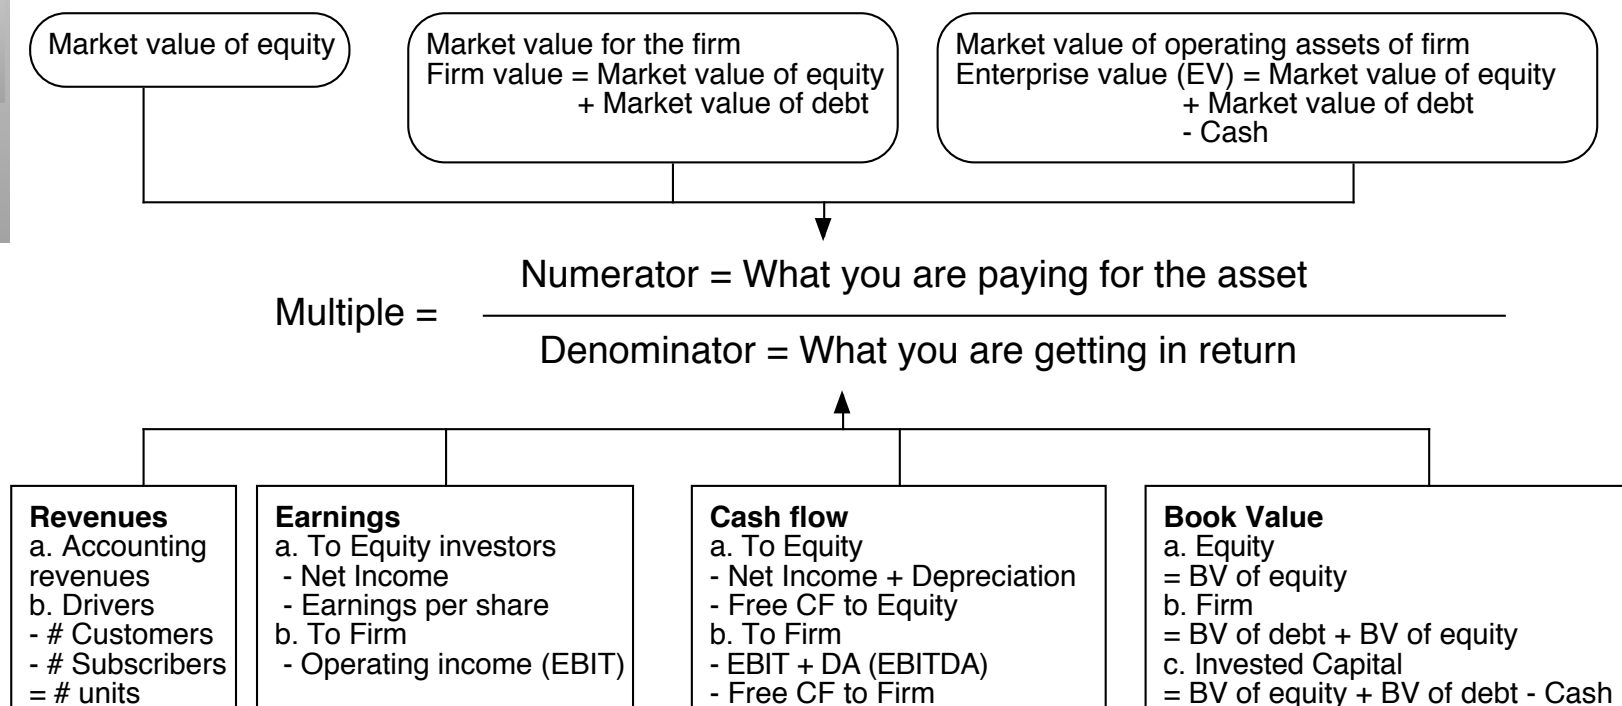 Market value of equity
Market value for the firm
Firm value = Market value of equity
+ Market value of debt
Market value of operating assets of firm
Enterprise value (EV) = Market value of equity
+ Market value of debt
- Cash
Multiple =
Numerator = What you are paying for the asset
Denominator = What you are getting in return
Revenues
a. Accounting
revenues
b. Drivers
- # Customers
- # Subscribers
= # units
Earnings
a. To Equity investors
- Net Income
- Earnings per share
b. To Firm
- Operating income (EBIT)
Cash flow
a. To Equity
- Net Income + Depreciation
- Free CF to Equity
b. To Firm
- EBIT + DA (EBITDA)
- Free CF to Firm
Book Value
a. Equity
= BV of equity
b. Firm
= BV of debt + BV of equity
c. Invested Capital
= BV of equity + BV of debt - Cash